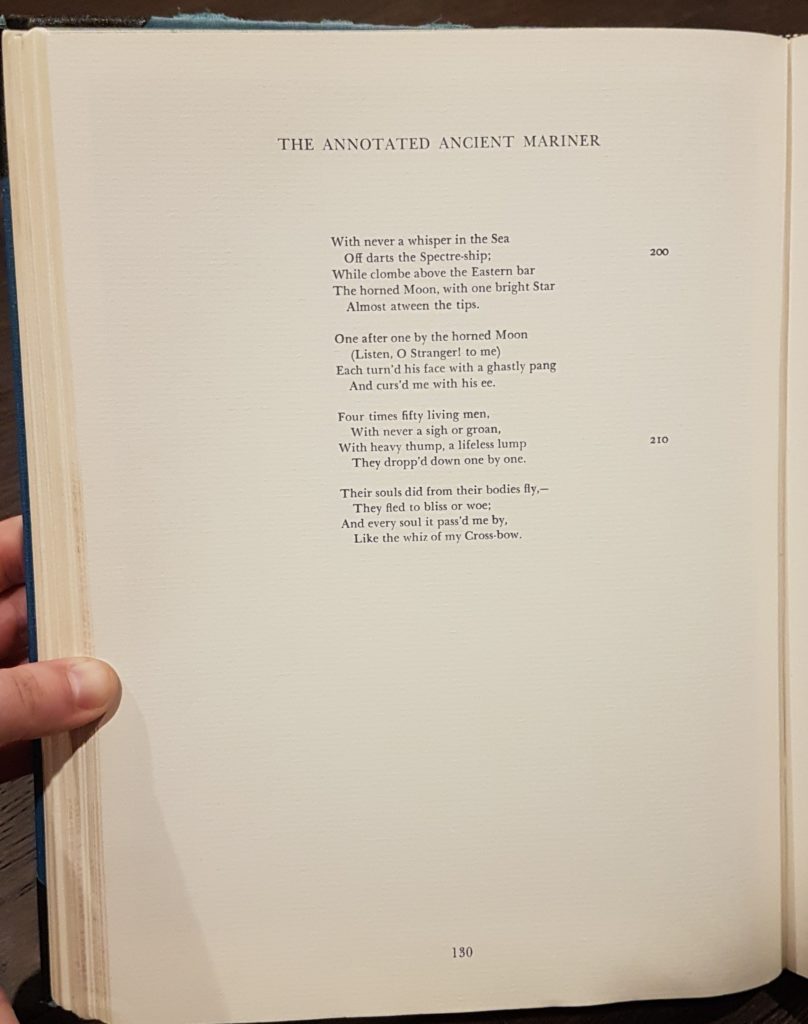 THE ANNOTATED ANCIENT MARINER
With never a whisper in the Sea
Off darts the Spectre-ship; 200
While clombe above the Eastern bar
The horned Moon, with one bright Star
Almost atween the tips.
One after one by the horned Moon
(Listen, O Stranger! to me)
Each turn'd his face with a ghastly pang
And curs'd me with his ee.
Four times fifty living men,
With never a sigh or groan,
With heavy thump, a lifeless lump 210
They dropp'd down one by one.
Their souls did from their bodies fly,—
They fled to bliss or woe;
And every soul it pass'd me by,
Like the whiz of my Cross-bow.
130